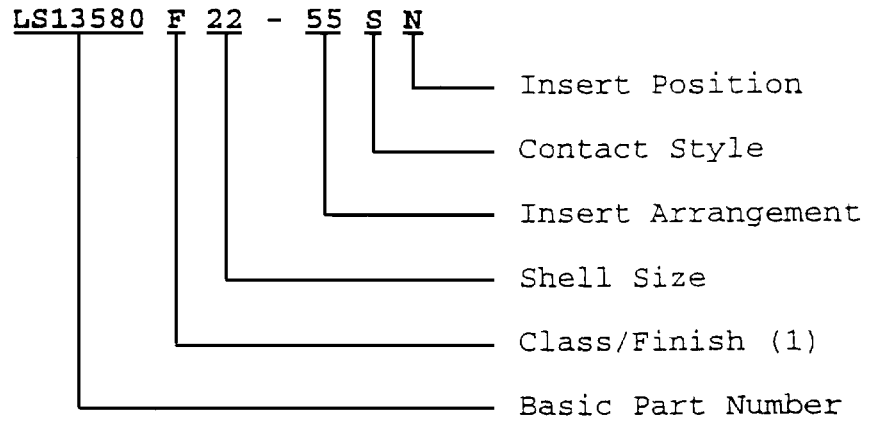 LS13580 F 22 - 55 S N
Insert Position
Contact Style
Insert Arrangement
Shell Size
Class/Finish (1)
Basic Part Number